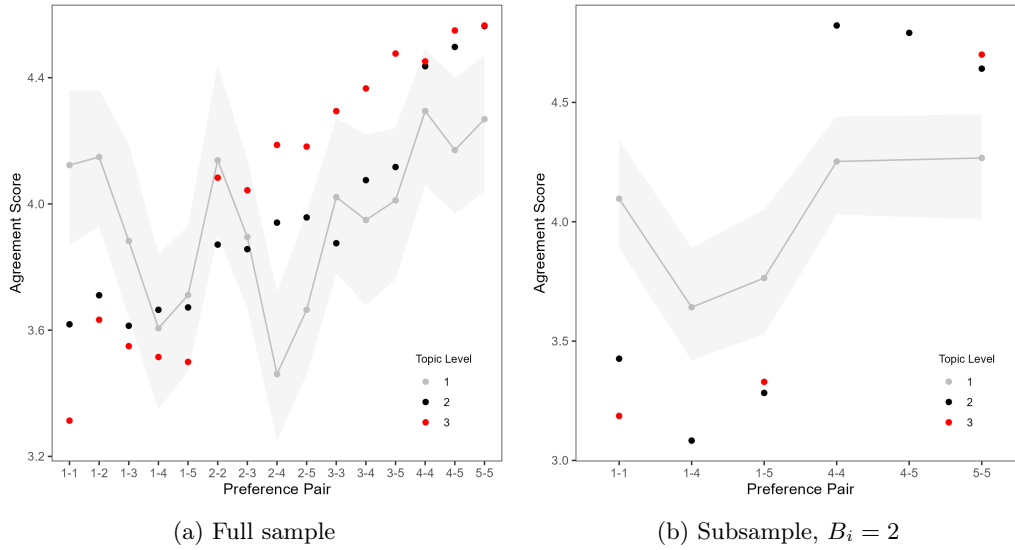 4.4
4.0
3.6
3.2
Agreement Score
1-1 1-2 1-3 1-4 1-5 2-2 2-3 2-4 2-5 3-3 3-4 3-5 4-4 4-5 5-5
Preference Pair
Topic Level
1
2
3
(a) Full sample
4.5
4.0
3.5
3.0
Agreement Score
1-1 1-4 1-5 4-4 4-5 5-5
Preference Pair
Topic Level
1
2
3
(b) Subsample, $B_i = 2$